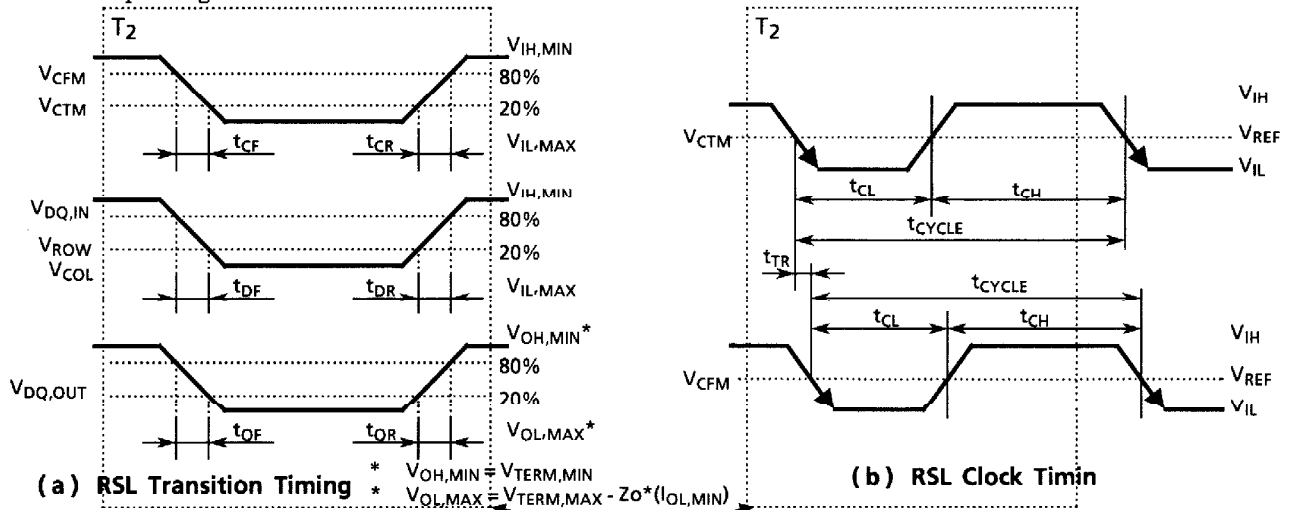 T2
VIH,MIN
VCFM
80%
VCTM
20%
tCF
tCR
VIL,MAX
VIH,MIN
VDQ,IN
80%
VROW
20%
VCOL
tDF
tDR
VIL,MAX
VOH,MIN*
80%
VDQ,OUT
20%
tQF
tQR
VOL,MAX*
* VOH,MIN = VTERM,MIN
(a) RSL Transition Timing
* VOL,MAX = VTERM,MAX - Zo*(IOL,MIN)
T2
VIH
VCTM
VREF
VIL
tCL
tCH
tCYCLE
tTR
tCYCLE
tCL
tCH
VIH
VCFM
VREF
VIL
(b) RSL Clock Timin